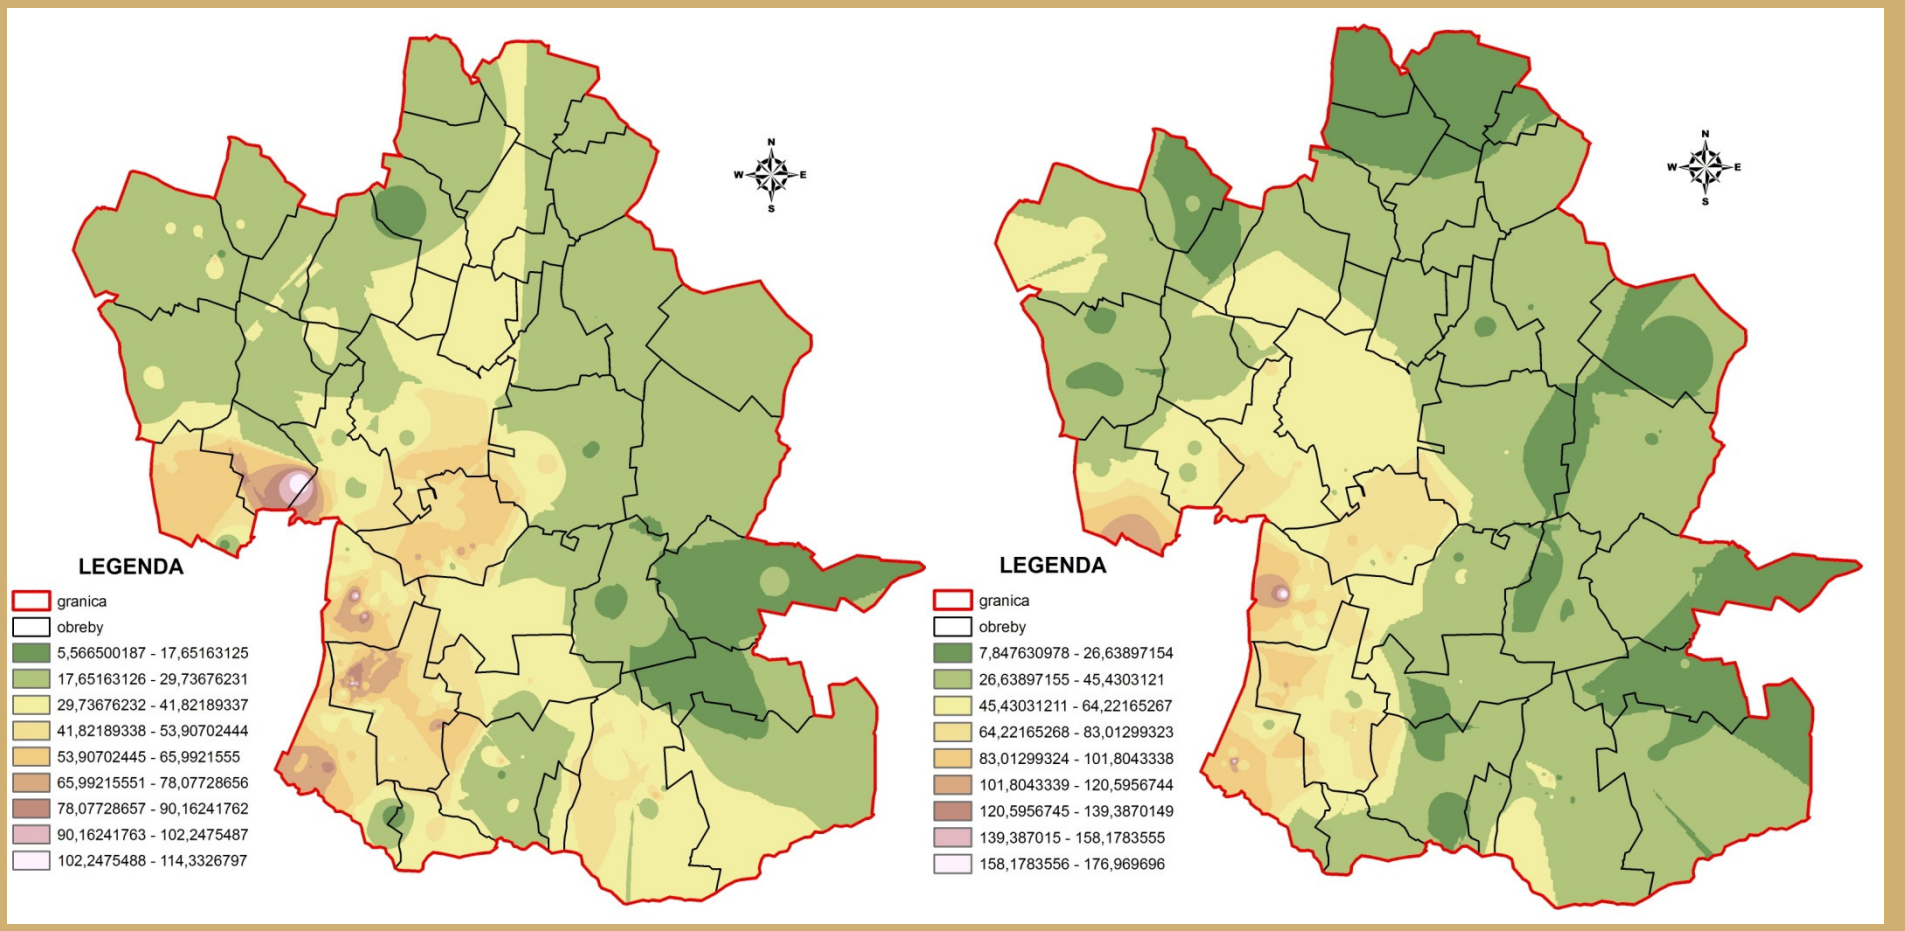 N
W E
S
LEGENDA
granica
obreby
5,566500187 - 17,65163125
17,65163126 - 29,73676231
29,73676232 - 41,82189337
41,82189338 - 53,90702444
53,90702445 - 65,9921555
65,99215551 - 78,07728656
78,07728657 - 90,16241762
90,16241763 - 102,2475487
102,2475488 - 114,3326797
N
W E
S
LEGENDA
granica
obreby
7,847630978 - 26,63897154
26,63897155 - 45,4303121
45,43031211 - 64,22165267
64,22165268 - 83,01299323
83,01299324 - 101,8043338
101,8043339 - 120,5956744
120,5956745 - 139,3870149
139,387015 - 158,1783555
158,1783556 - 176,969696